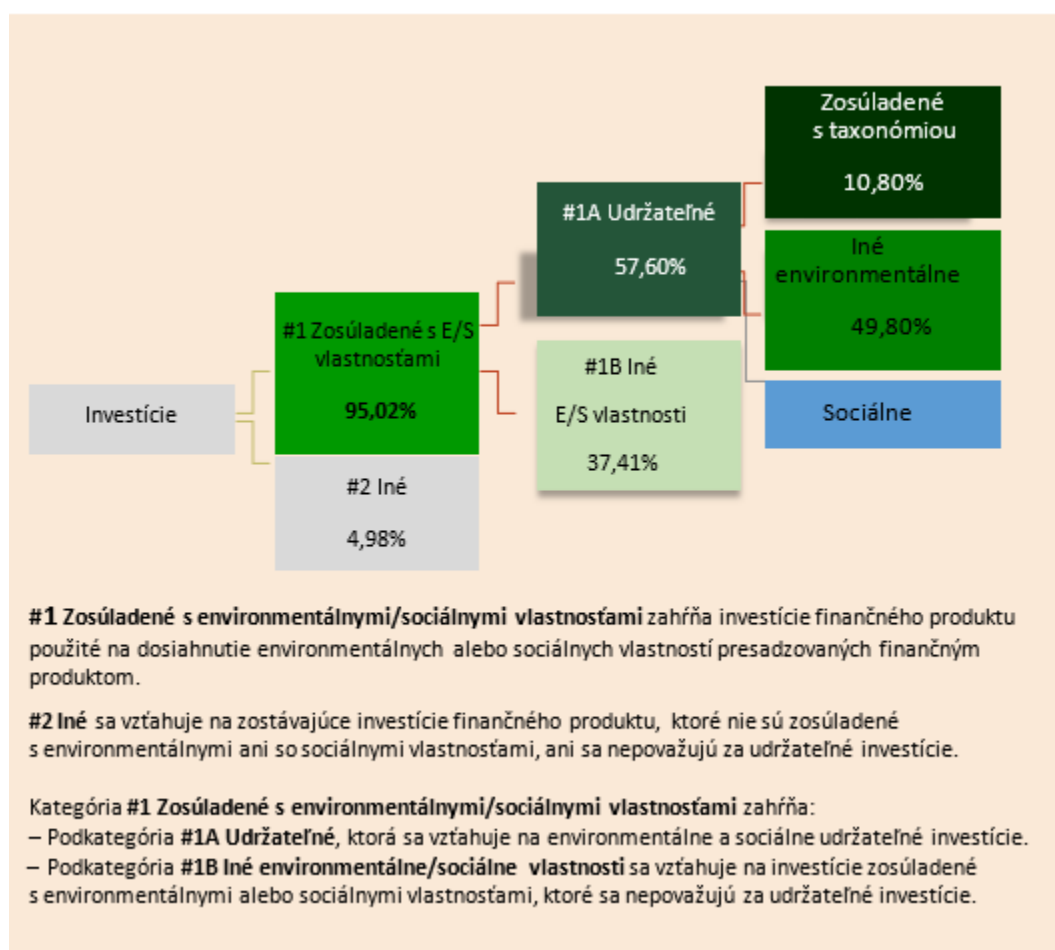 Zosúladené
s taxonómiou
10,80%
#1A Udržateľné
57,60%
Iné
environmentálne
49,80%
#1 Zosúladené s E/S
vlastnosťami
95,02%
#1B Iné
E/S vlastnosti
37,41%
Investície
Sociálne
#2 Iné
4,98%
#1 Zosúladené s environmentálnymi/sociálnymi vlastnosťami zahŕňa investície finančného produktu
použité na dosiahnutie environmentálnych alebo sociálnych vlastností presadzovaných finančným
produktom.
#2 Iné sa vzťahuje na zostávajúce investície finančného produktu, ktoré nie sú zosúladené
s environmentálnymi ani so sociálnymi vlastnosťami, ani sa nepovažujú za udržateľné investície.
Kategória #1 Zosúladené s environmentálnymi/sociálnymi vlastnosťami zahŕňa:
– Podkategória #1A Udržateľné, ktorá sa vzťahuje na environmentálne a sociálne udržateľné investície.
– Podkategória #1B Iné environmentálne/sociálne vlastnosti sa vzťahuje na investície zosúladené
s environmentálnymi alebo sociálnymi vlastnosťami, ktoré sa nepovažujú za udržateľné investície.